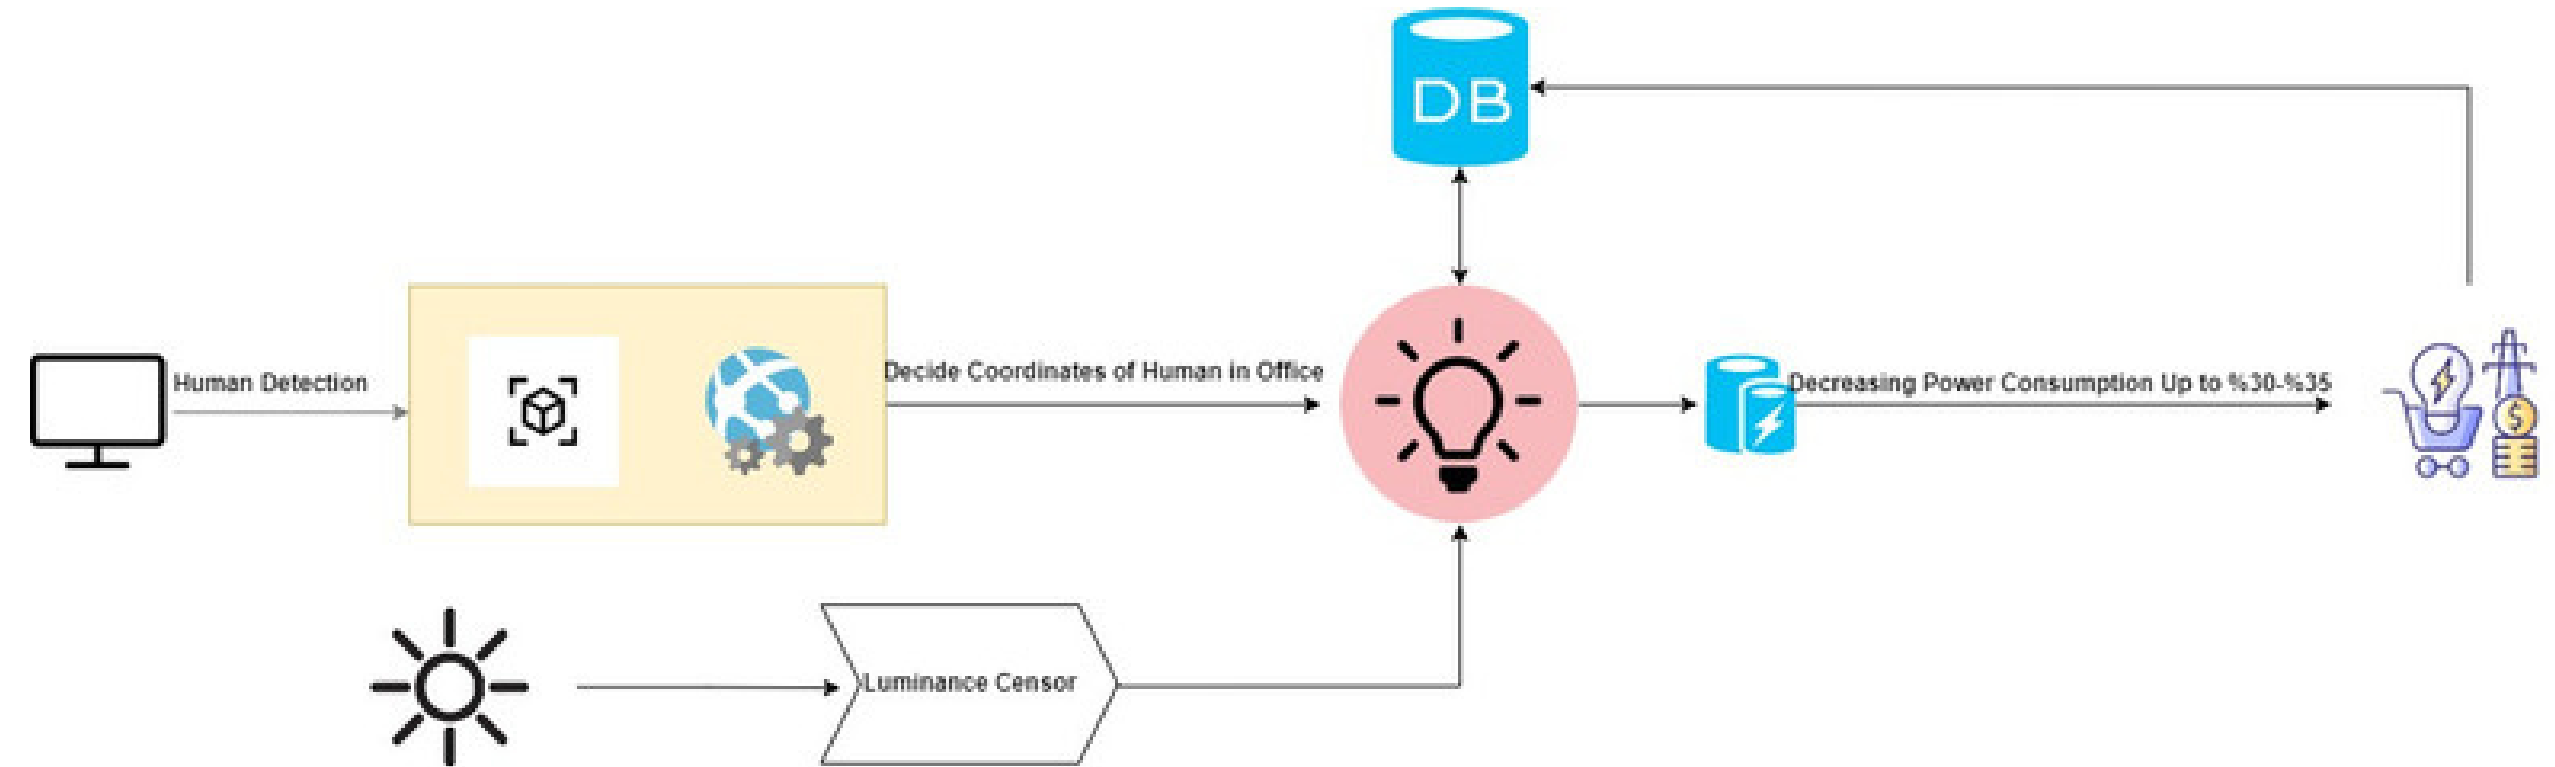 DB
Human Detection
Decide Coordinates of Human in Office
Decreasing Power Consumption Up to %30-%35
Luminance Censor